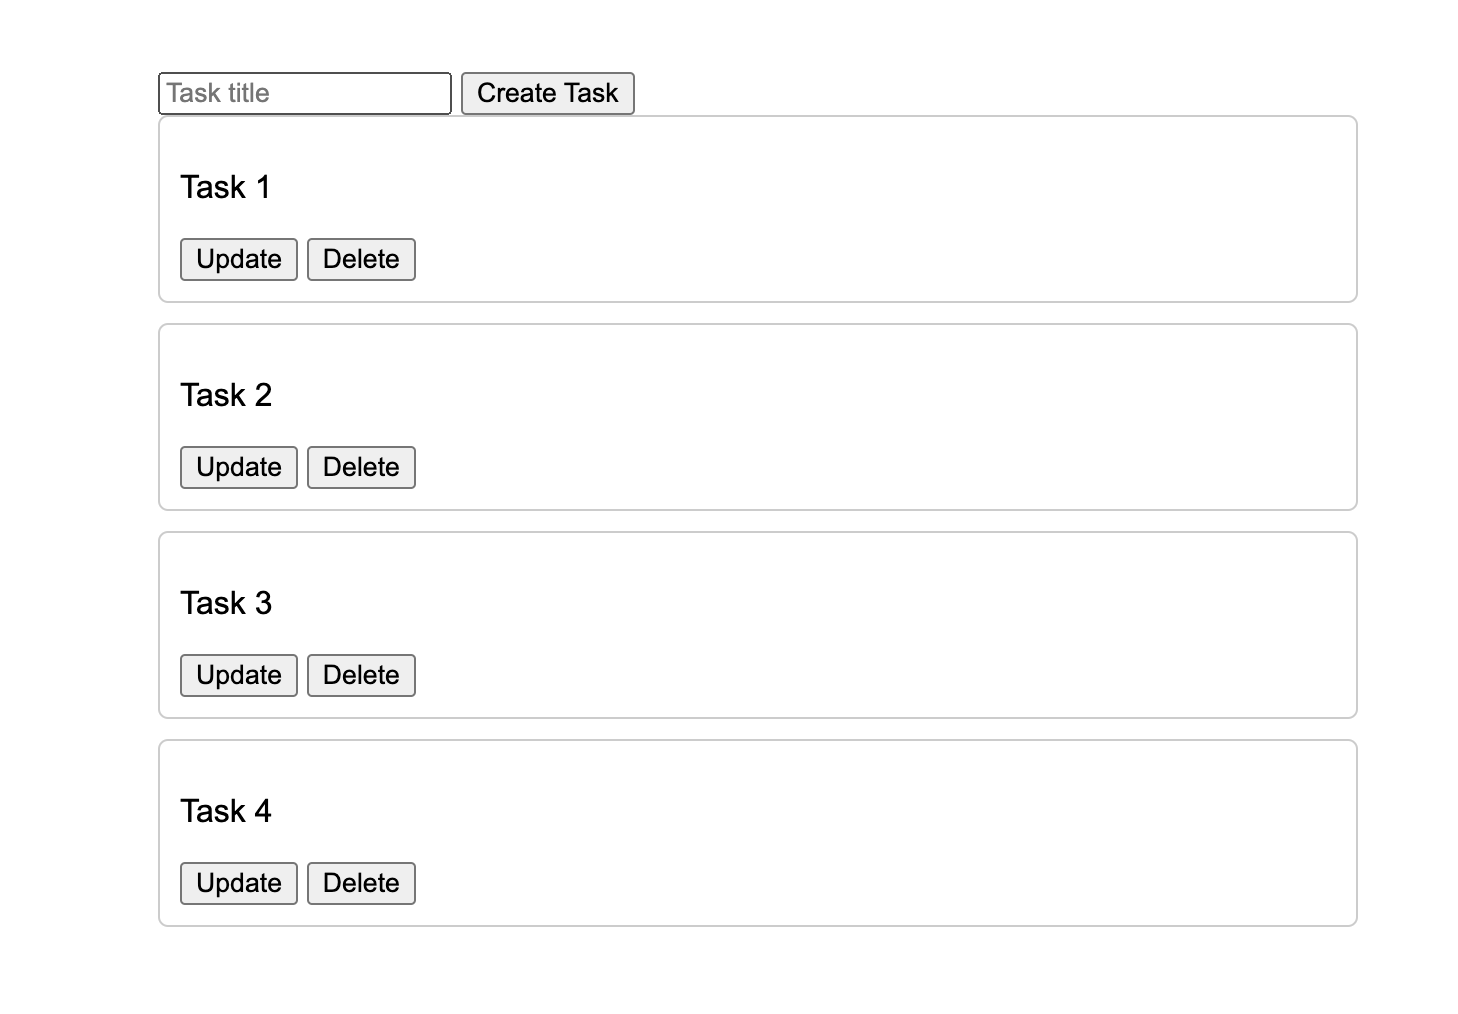 Task title Create Task
Task 1
Update Delete
Task 2
Update Delete
Task 3
Update Delete
Task 4
Update Delete